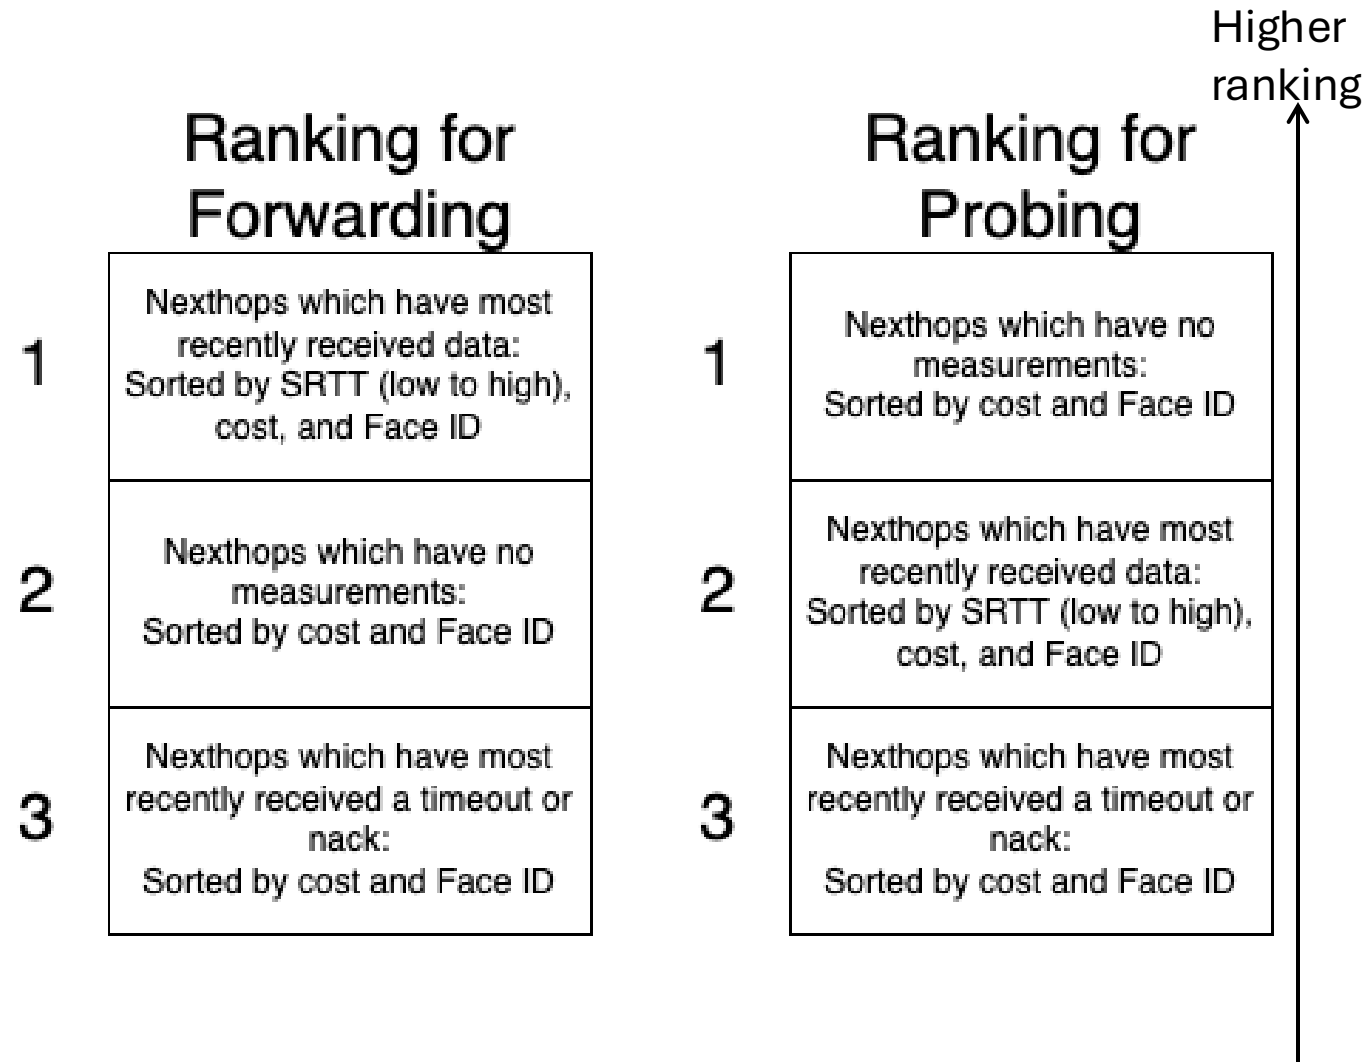 Higher
ranking
Ranking for
Forwarding
1
Nexthops which have most
recently received data:
Sorted by SRTT (low to high),
cost, and Face ID
2
Nexthops which have no
measurements:
Sorted by cost and Face ID
3
Nexthops which have most
recently received a timeout or
nack:
Sorted by cost and Face ID
Ranking for
Probing
1
Nexthops which have no
measurements:
Sorted by cost and Face ID
2
Nexthops which have most
recently received data:
Sorted by SRTT (low to high),
cost, and Face ID
3
Nexthops which have most
recently received a timeout or
nack:
Sorted by cost and Face ID